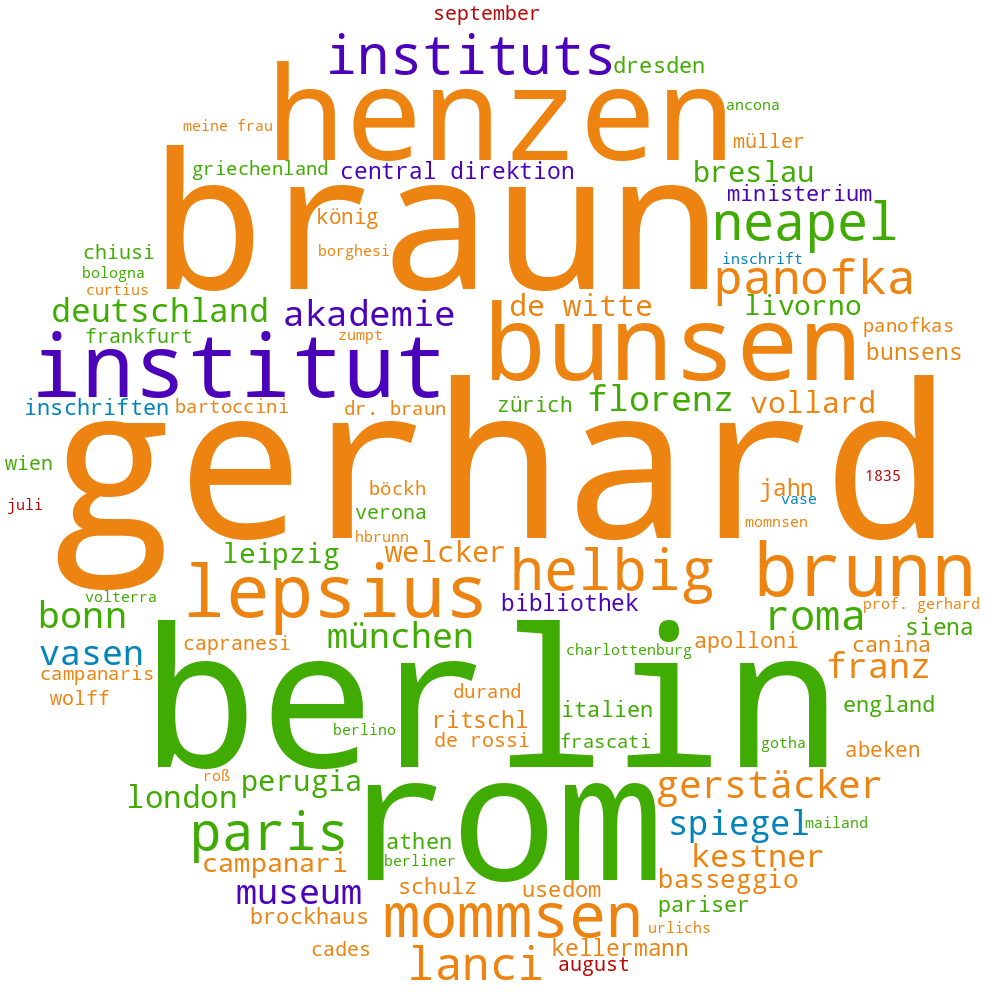 september
instituts
dresden
henzen
ancona
meine frau
müller
braun
griechenland
central direktion
breslau
ministerium
neapel
könig
chiusi
borghesi
inschrift
bologna
panofka
curtius
deutschland
akademie
de witte
livorno
bunsen
frankfurt
zumpt
panofkas
institut
bunsens
gerhard
inschriften
bartoccini
dr. braun
zürich
florenz
vollard
wien
juli
böckh
jahn
1835
vase
verona
momnsen
hbrunn
leipzig
welcker
helbig
brunn
lepsius
volterra
bibliothek
prof. gerhard
bonn
roma
siena
berlin
münchen
vasen
capranesi
charlottenburg
apolloni
canina
campanaris
franz
wolff
durand
england
italien
ritschl
berlino
de rossi
frascati
gotha
abeken
roß
rom
perugia
gerstäcker
london
paris
spiegel
mailand
athen
berliner
campanari
kestner
museum
schulz
usedom
basseggio
pariser
brockhaus
mommsen
urlichs
cades
kellermann
lanci
august